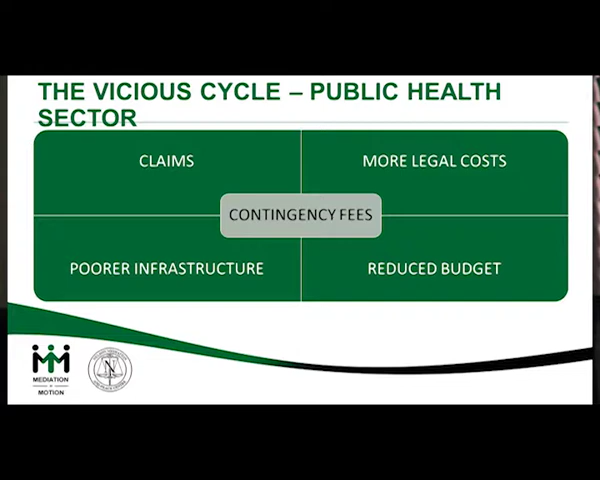 THE VICIOUS CYCLE – PUBLIC HEALTH
SECTOR
CLAIMS
MORE LEGAL COSTS
CONTINGENCY FEES
POORER INFRASTRUCTURE
REDUCED BUDGET
MEDIATION
MOTION